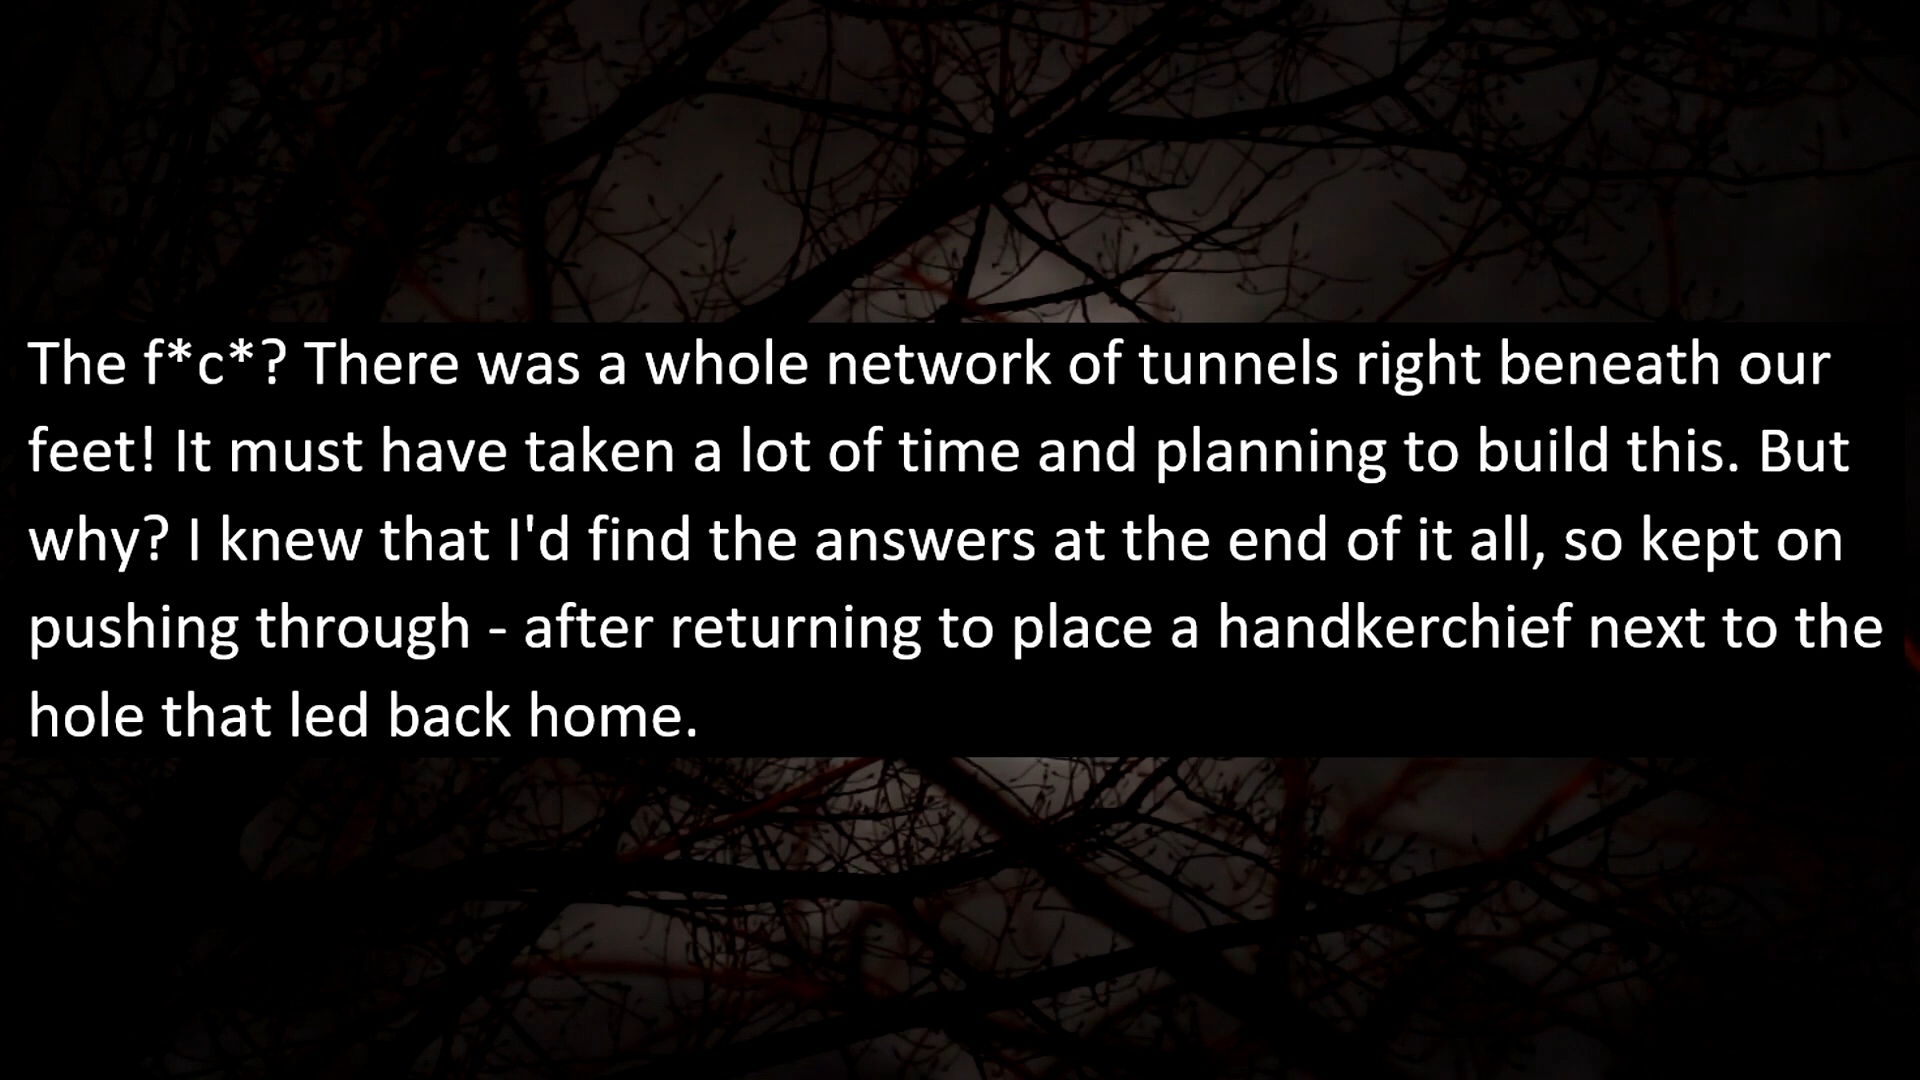 The f*c*? There was a whole network of tunnels right beneath our
feet! It must have taken a lot of time and planning to build this. But
why? I knew that I'd find the answers at the end of it all, so kept on
pushing through - after returning to place a handkerchief next to the
hole that led back home.